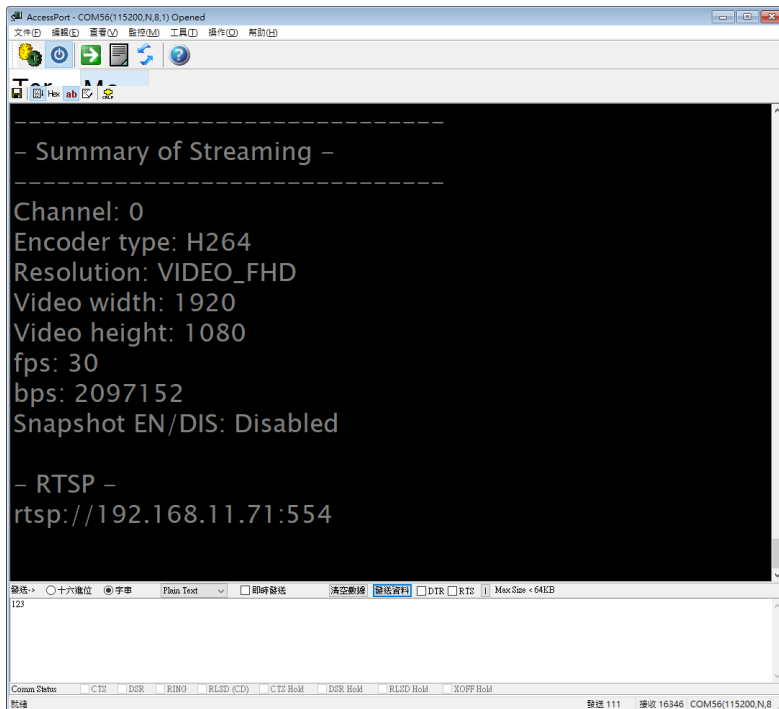 AccessPort - COM56(115200,N,8,1) Opened
文件(F) 編輯(E) 查看(V) 監控(M) 工具(T) 操作(O) 幫助(H)
Hex ab
------------------------------
- Summary of Streaming -
------------------------------
Channel: 0
Encoder type: H264
Resolution: VIDEO_FHD
Video width: 1920
Video height: 1080
fps: 30
bps: 2097152
Snapshot EN/DIS: Disabled
- RTSP -
rtsp://192.168.11.71:554
發送-> 十六進位 字串 Plain Text 即時發送 清空數據 發送資料 DTR RTS Max Size < 64KB
123
Comm Status CTS DSR RING RLSD (CD) CTS Hold DSR Hold RLSD Hold XOFF Hold
就緒 發送 111 接收 16346 COM56(115200,N,8